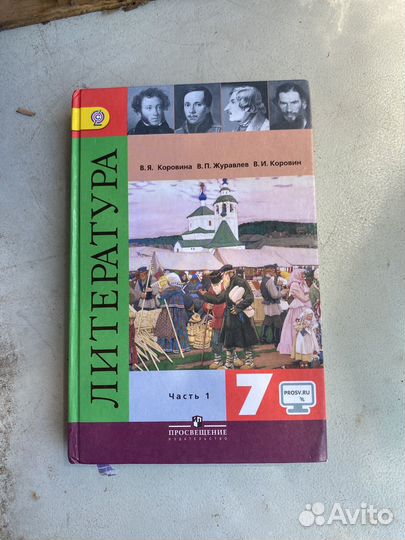 В.Я. Коровина В.П. Журавлев В.И. Коровин
ЛИТЕРАТУРА
Часть 1
7
PROSV.RU
ПРОСВЕЩЕНИЕ
ИЗДАТЕЛЬСТВО
Avito